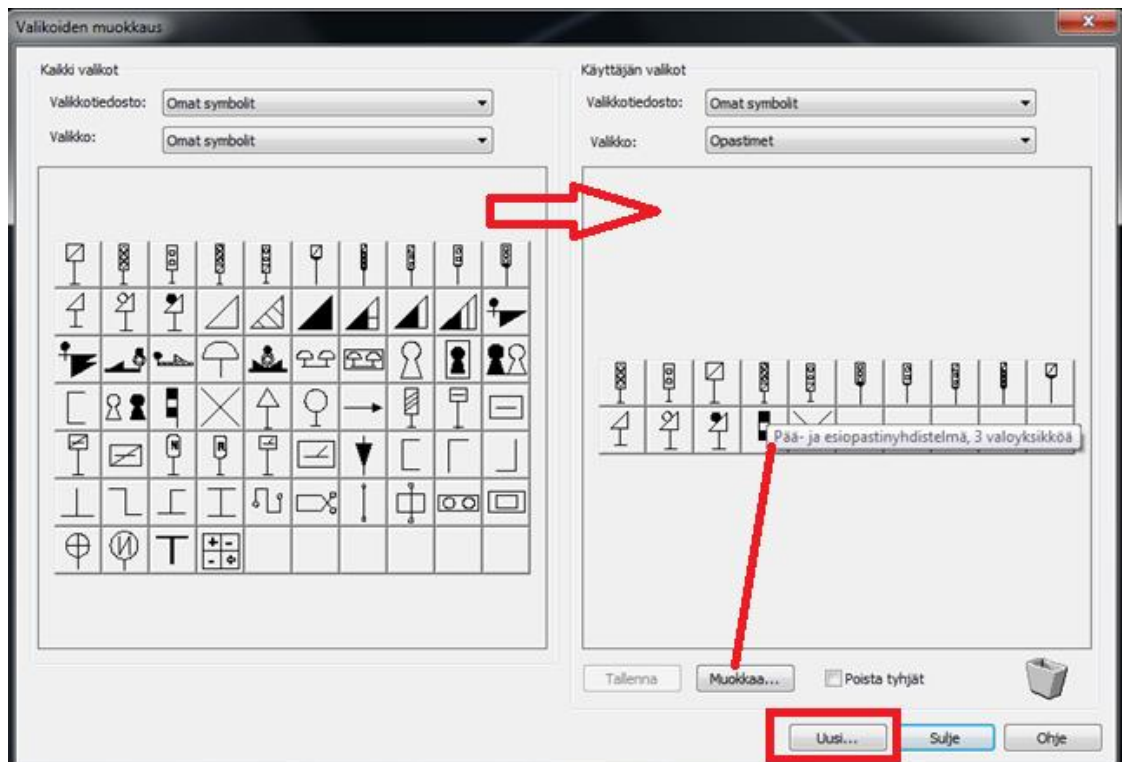 Valikoiden muokkaus
Kaikki valikot
Valikkotiedosto: Omat symbolit
Valikko: Omat symbolit
Käyttäjän valikot
Valikkotiedosto: Omat symbolit
Valikko: Opastimet
Pää- ja esiopastinyhdistelmä, 3 valoyksikköä
Tallenna Muokkaa... Poista tyhjät
Uusi... Sulje Ohje